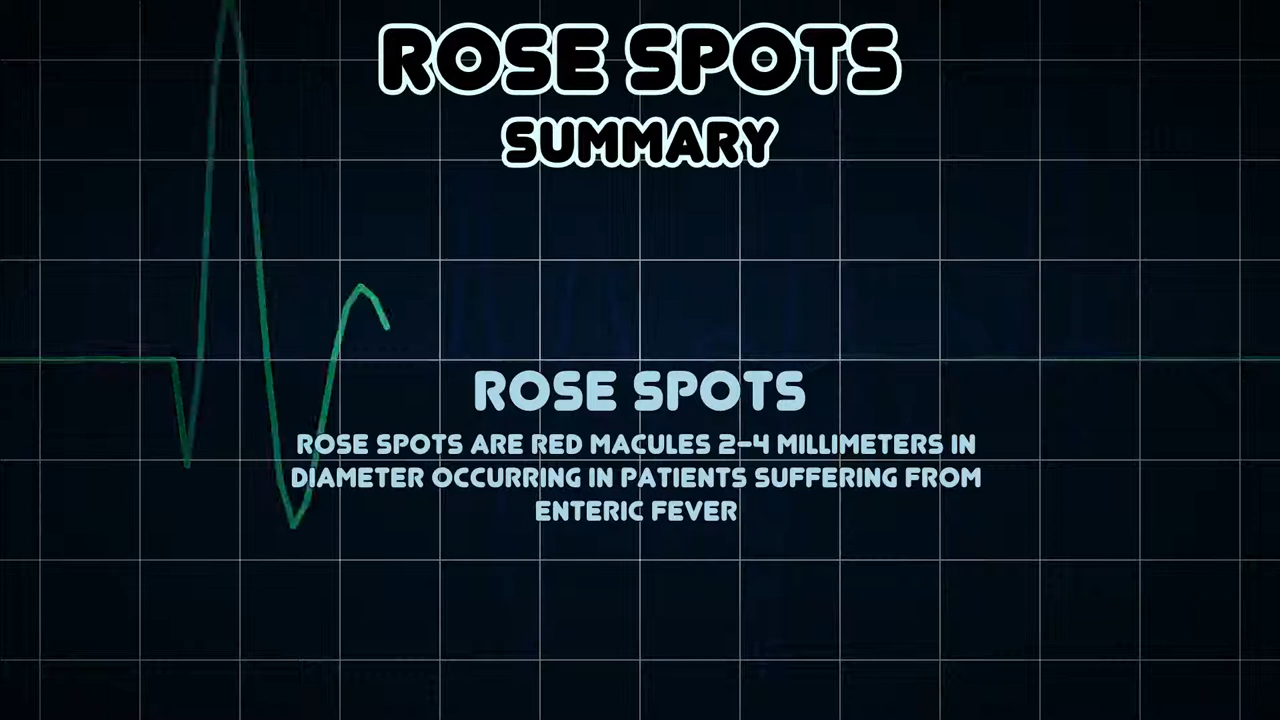 ROSE SPOTS
SUMMARY
ROSE SPOTS
ROSE SPOTS ARE RED MACULES 2-4 MILLIMETERS IN
DIAMETER OCCURRING IN PATIENTS SUFFERING FROM
ENTERIC FEVER